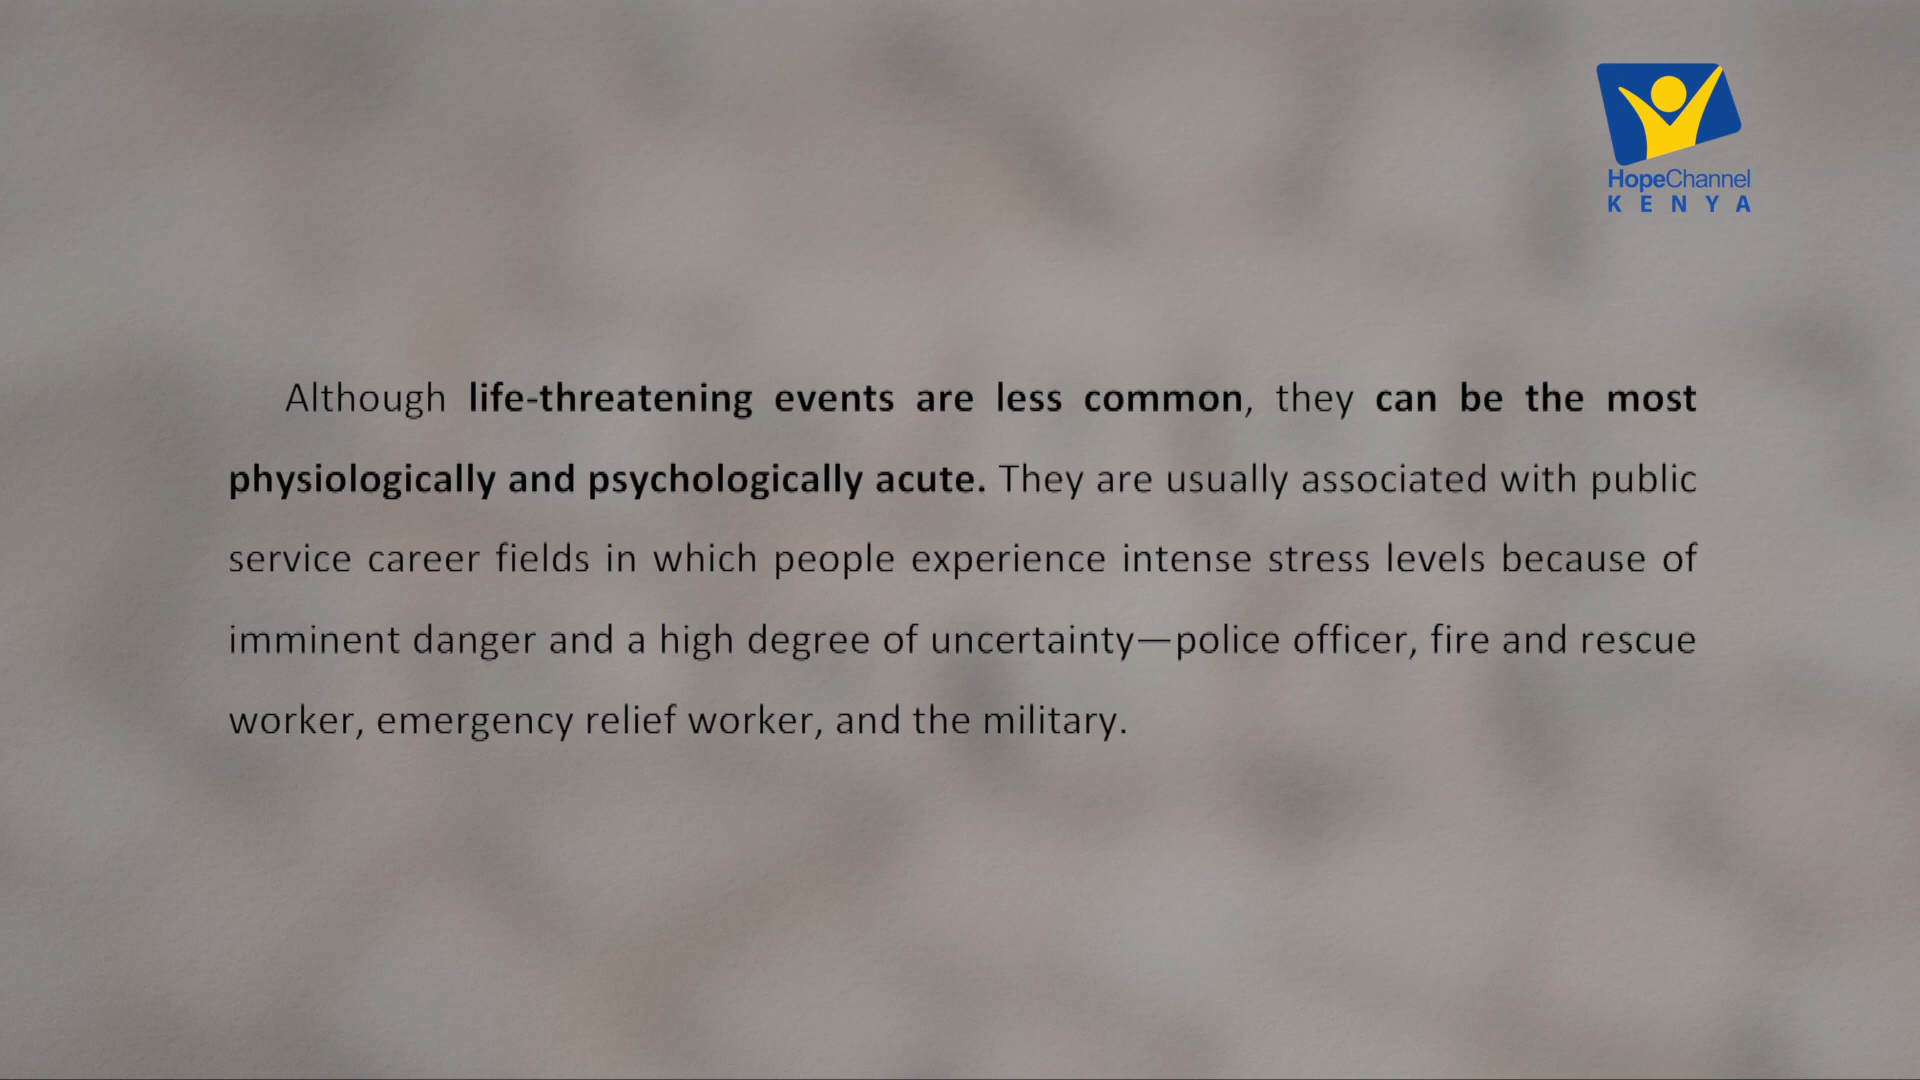 HopeChannel
KENYA
Although life-threatening events are less common, they can be the most
physiologically and psychologically acute. They are usually associated with public
service career fields in which people experience intense stress levels because of
imminent danger and a high degree of uncertainty—police officer, fire and rescue
worker, emergency relief worker, and the military.